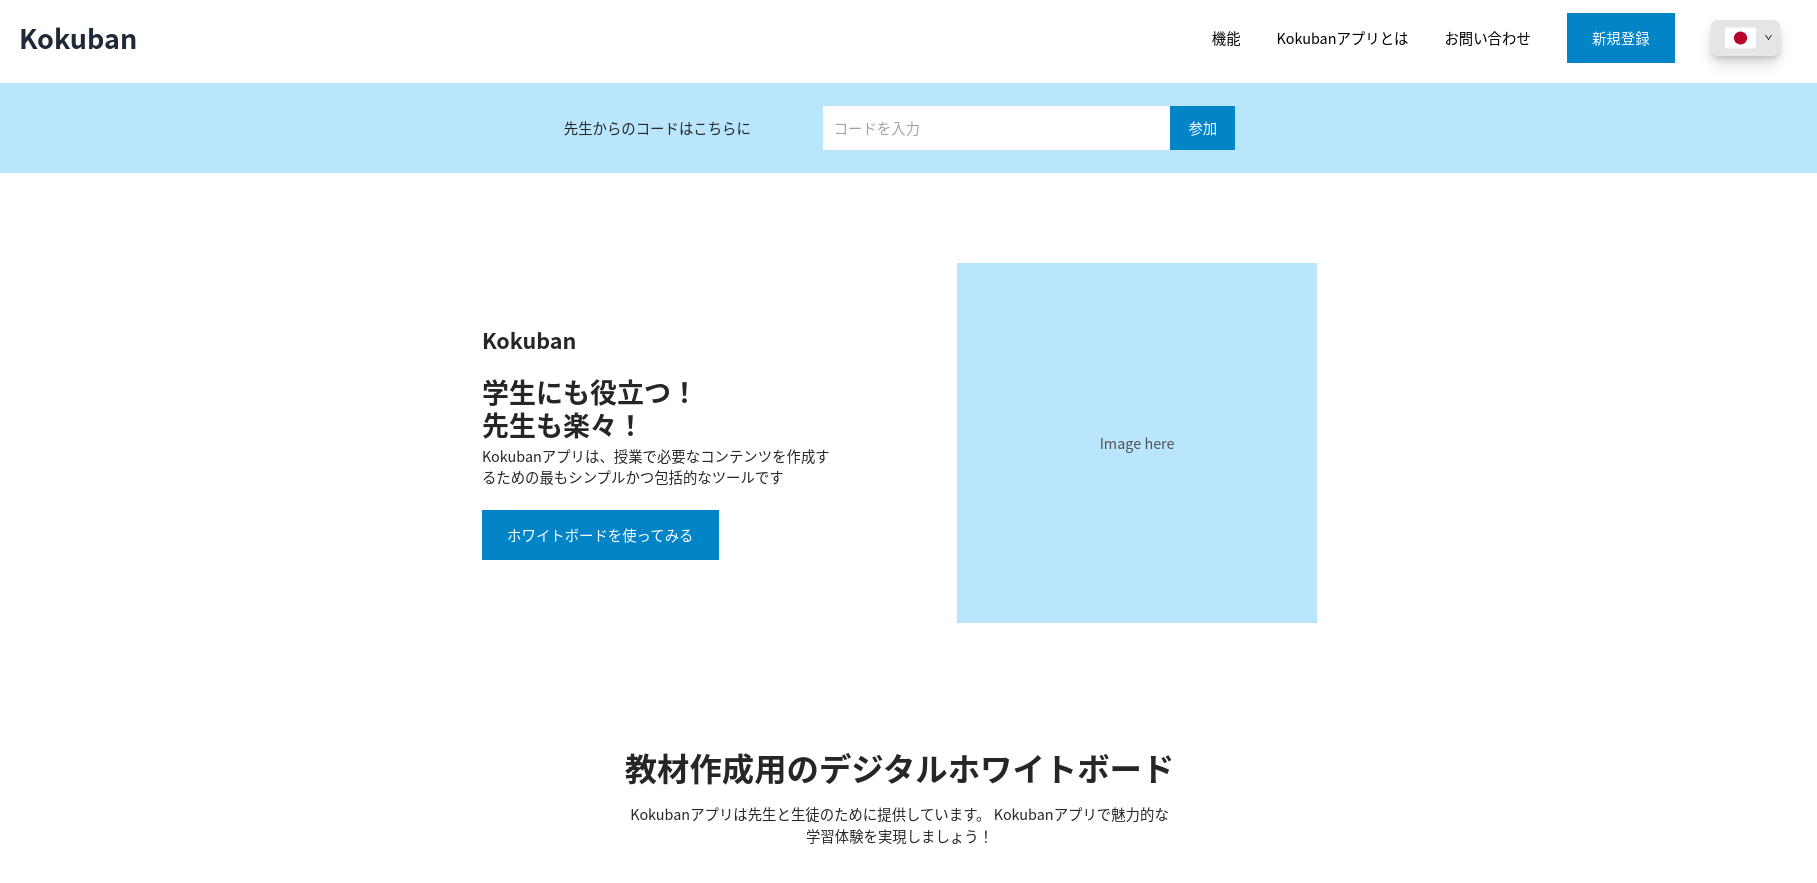 Kokuban
機能
Kokubanアプリとは
お問い合わせ
新規登録
先生からのコードはこちらに
コードを入力
参加
Kokuban
学生にも役立つ！
先生も楽々！
Kokubanアプリは、授業で必要なコンテンツを作成す
るための最もシンプルかつ包括的なツールです
ホワイトボードを使ってみる
Image here
教材作成用のデジタルホワイトボード
Kokubanアプリは先生と生徒のために提供しています。 Kokubanアプリで魅力的な
学習体験を実現しましょう！